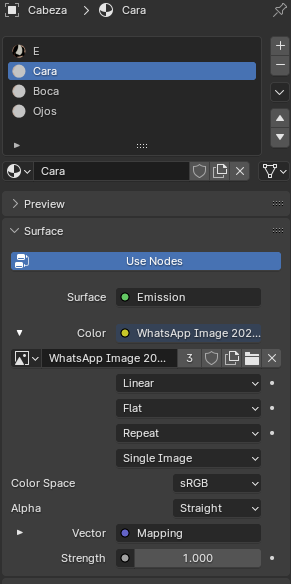 Cabeza > Cara
E
Cara
Boca
Ojos
Cara
Preview
Surface
Use Nodes
Surface Emission
Color WhatsApp Image 202...
WhatsApp Image 20... 3
Linear
Flat
Repeat
Single Image
Color Space sRGB
Alpha Straight
Vector Mapping
Strength 1.000